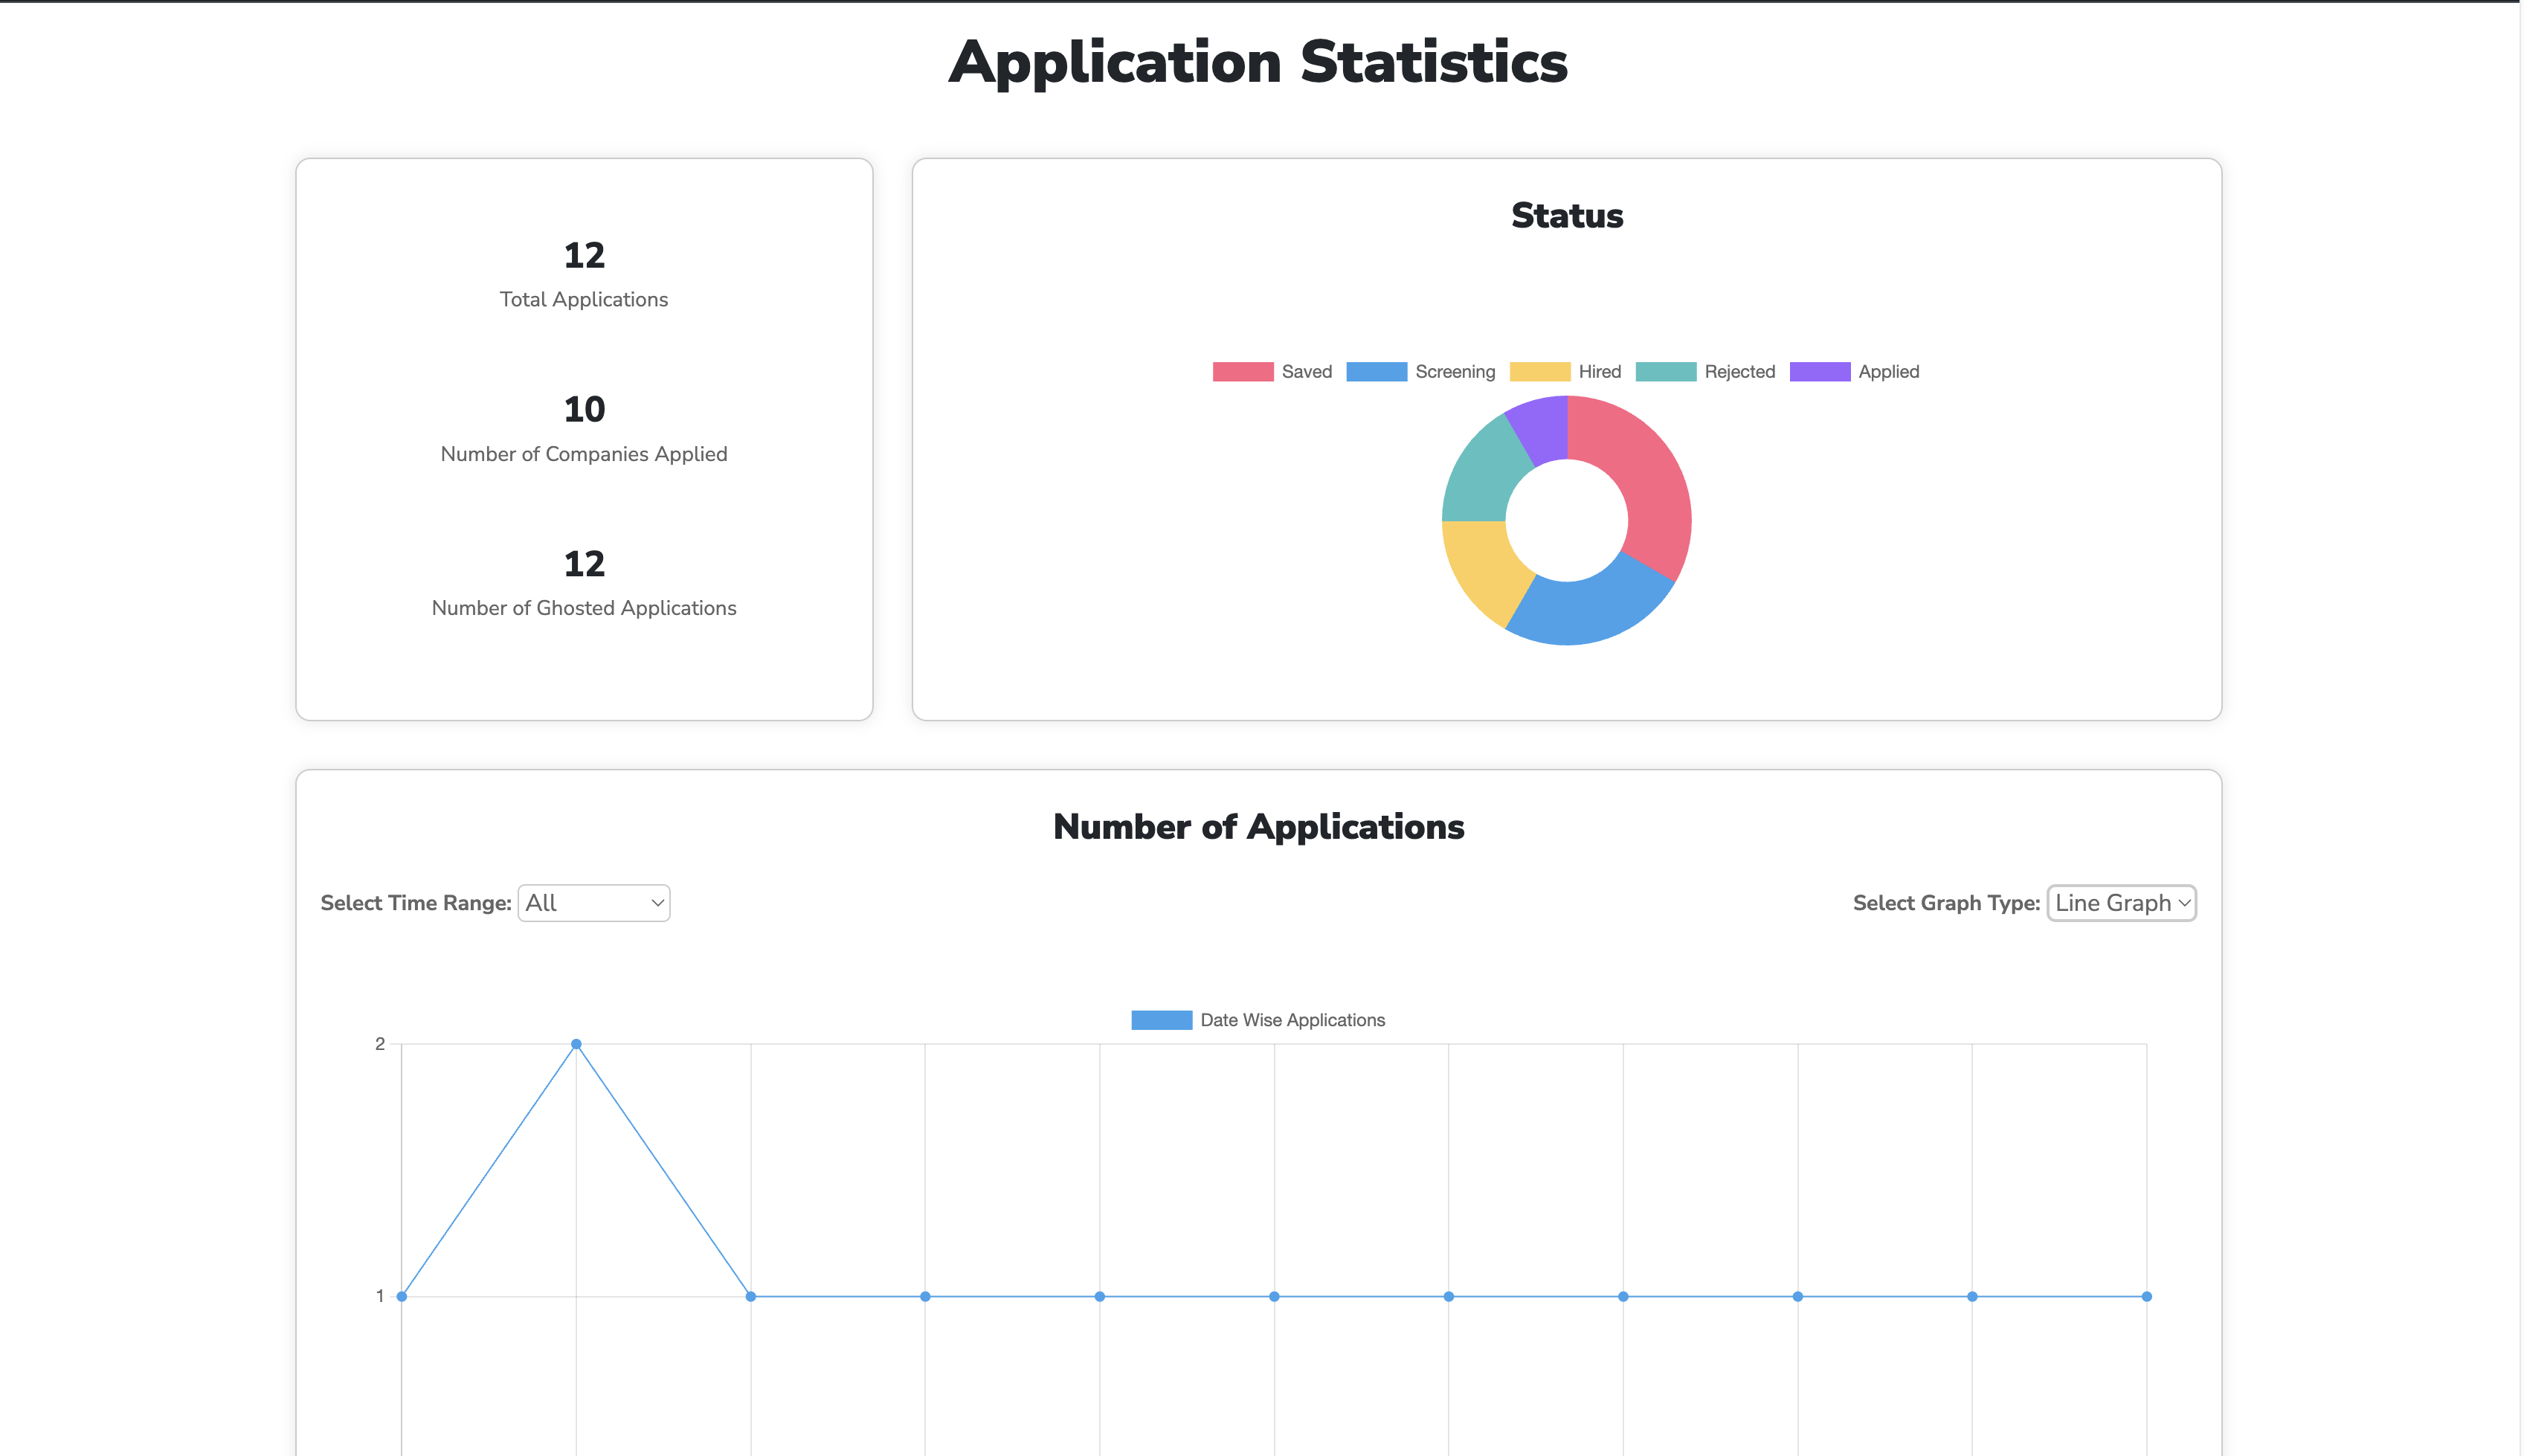 Application Statistics
12
Total Applications
10
Number of Companies Applied
12
Number of Ghosted Applications
Status
Saved Screening Hired Rejected Applied
Number of Applications
Select Time Range: All
Select Graph Type: Line Graph
Date Wise Applications
2
1